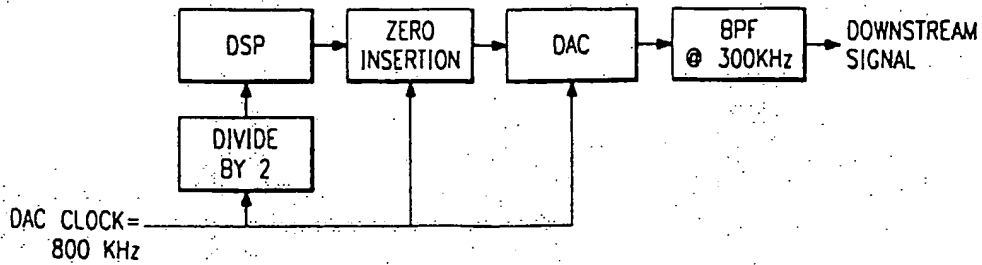 DSP
ZERO
INSERTION
DAC
BPF
@ 300KHz
DOWNSTREAM
SIGNAL
DIVIDE
BY 2
DAC CLOCK=
800 KHz